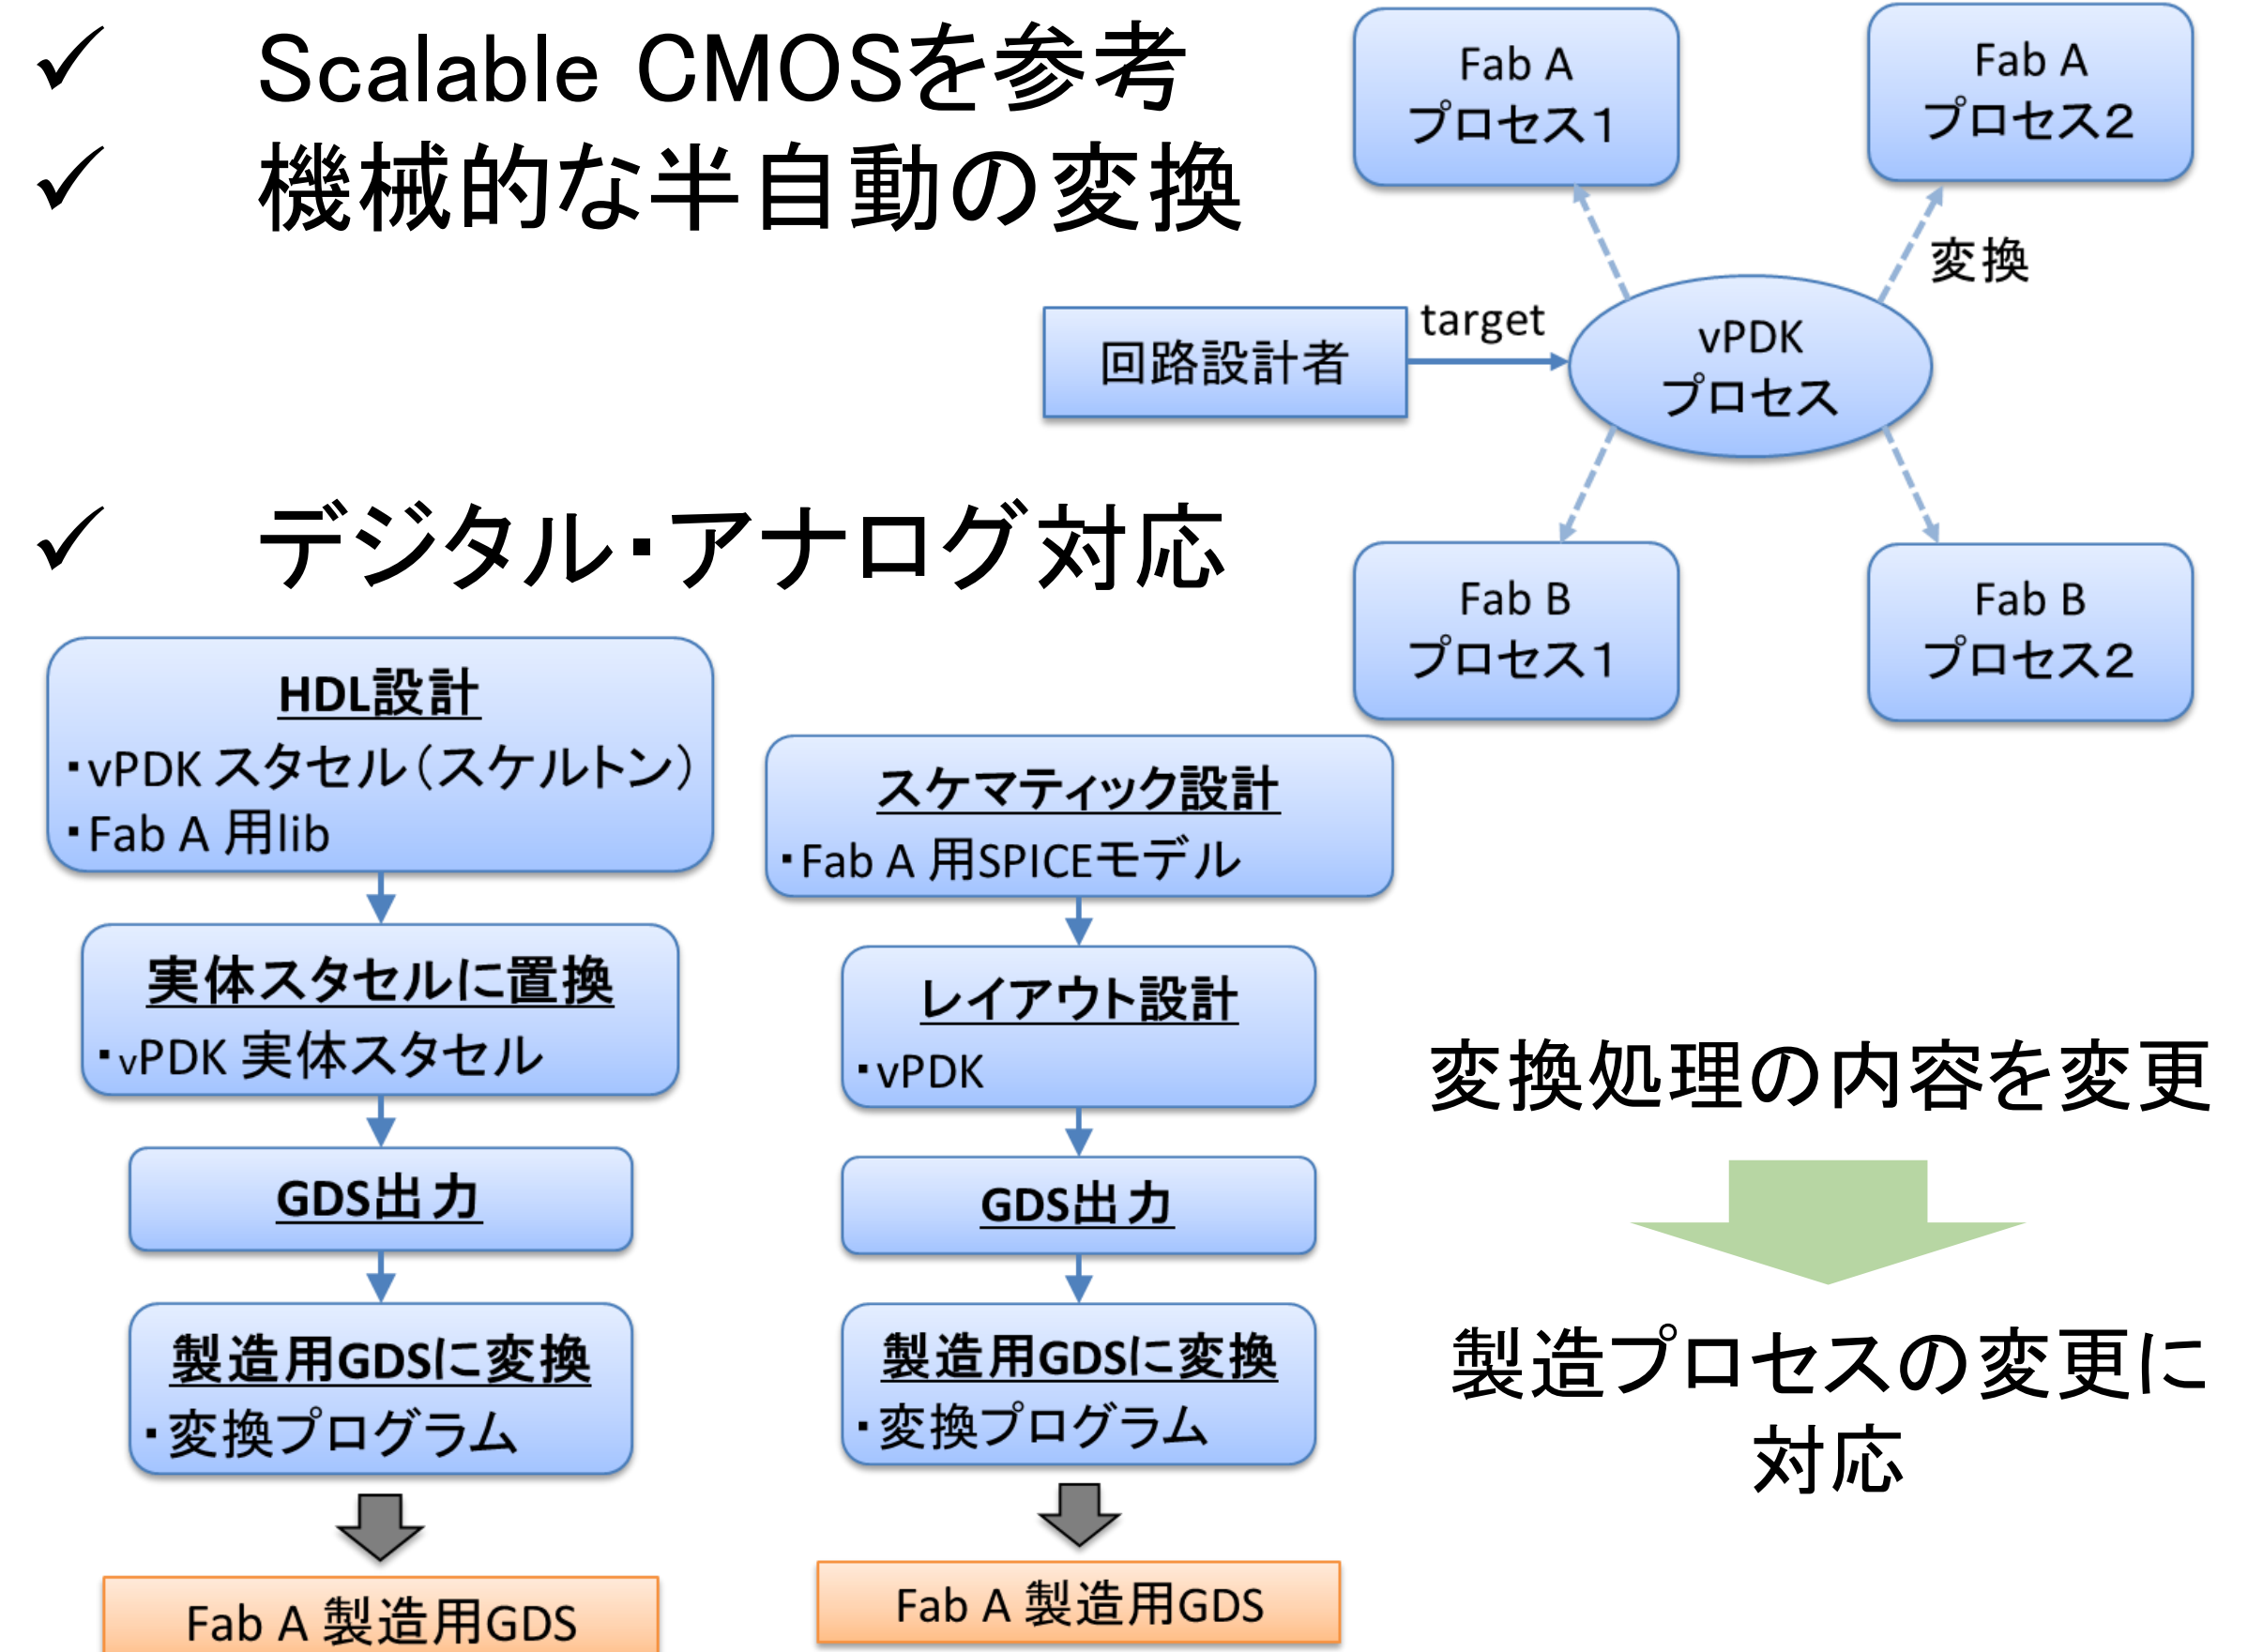 ✓ Scalable CMOSを参考
✓ 機械的な半自動の変換
Fab A
プロセス1
Fab A
プロセス2
変換
回路設計者
target
vPDK
プロセス
Fab B
プロセス1
Fab B
プロセス2
✓ デジタル・アナログ対応
HDL設計
・vPDK スタセル（スケルトン）
・Fab A 用lib
実体スタセルに置換
・vPDK 実体スタセル
GDS出力
製造用GDSに変換
・変換プログラム
Fab A 製造用GDS
スケマティック設計
・Fab A 用SPICEモデル
レイアウト設計
・vPDK
GDS出力
製造用GDSに変換
・変換プログラム
Fab A 製造用GDS
変換処理の内容を変更
製造プロセスの変更に
対応